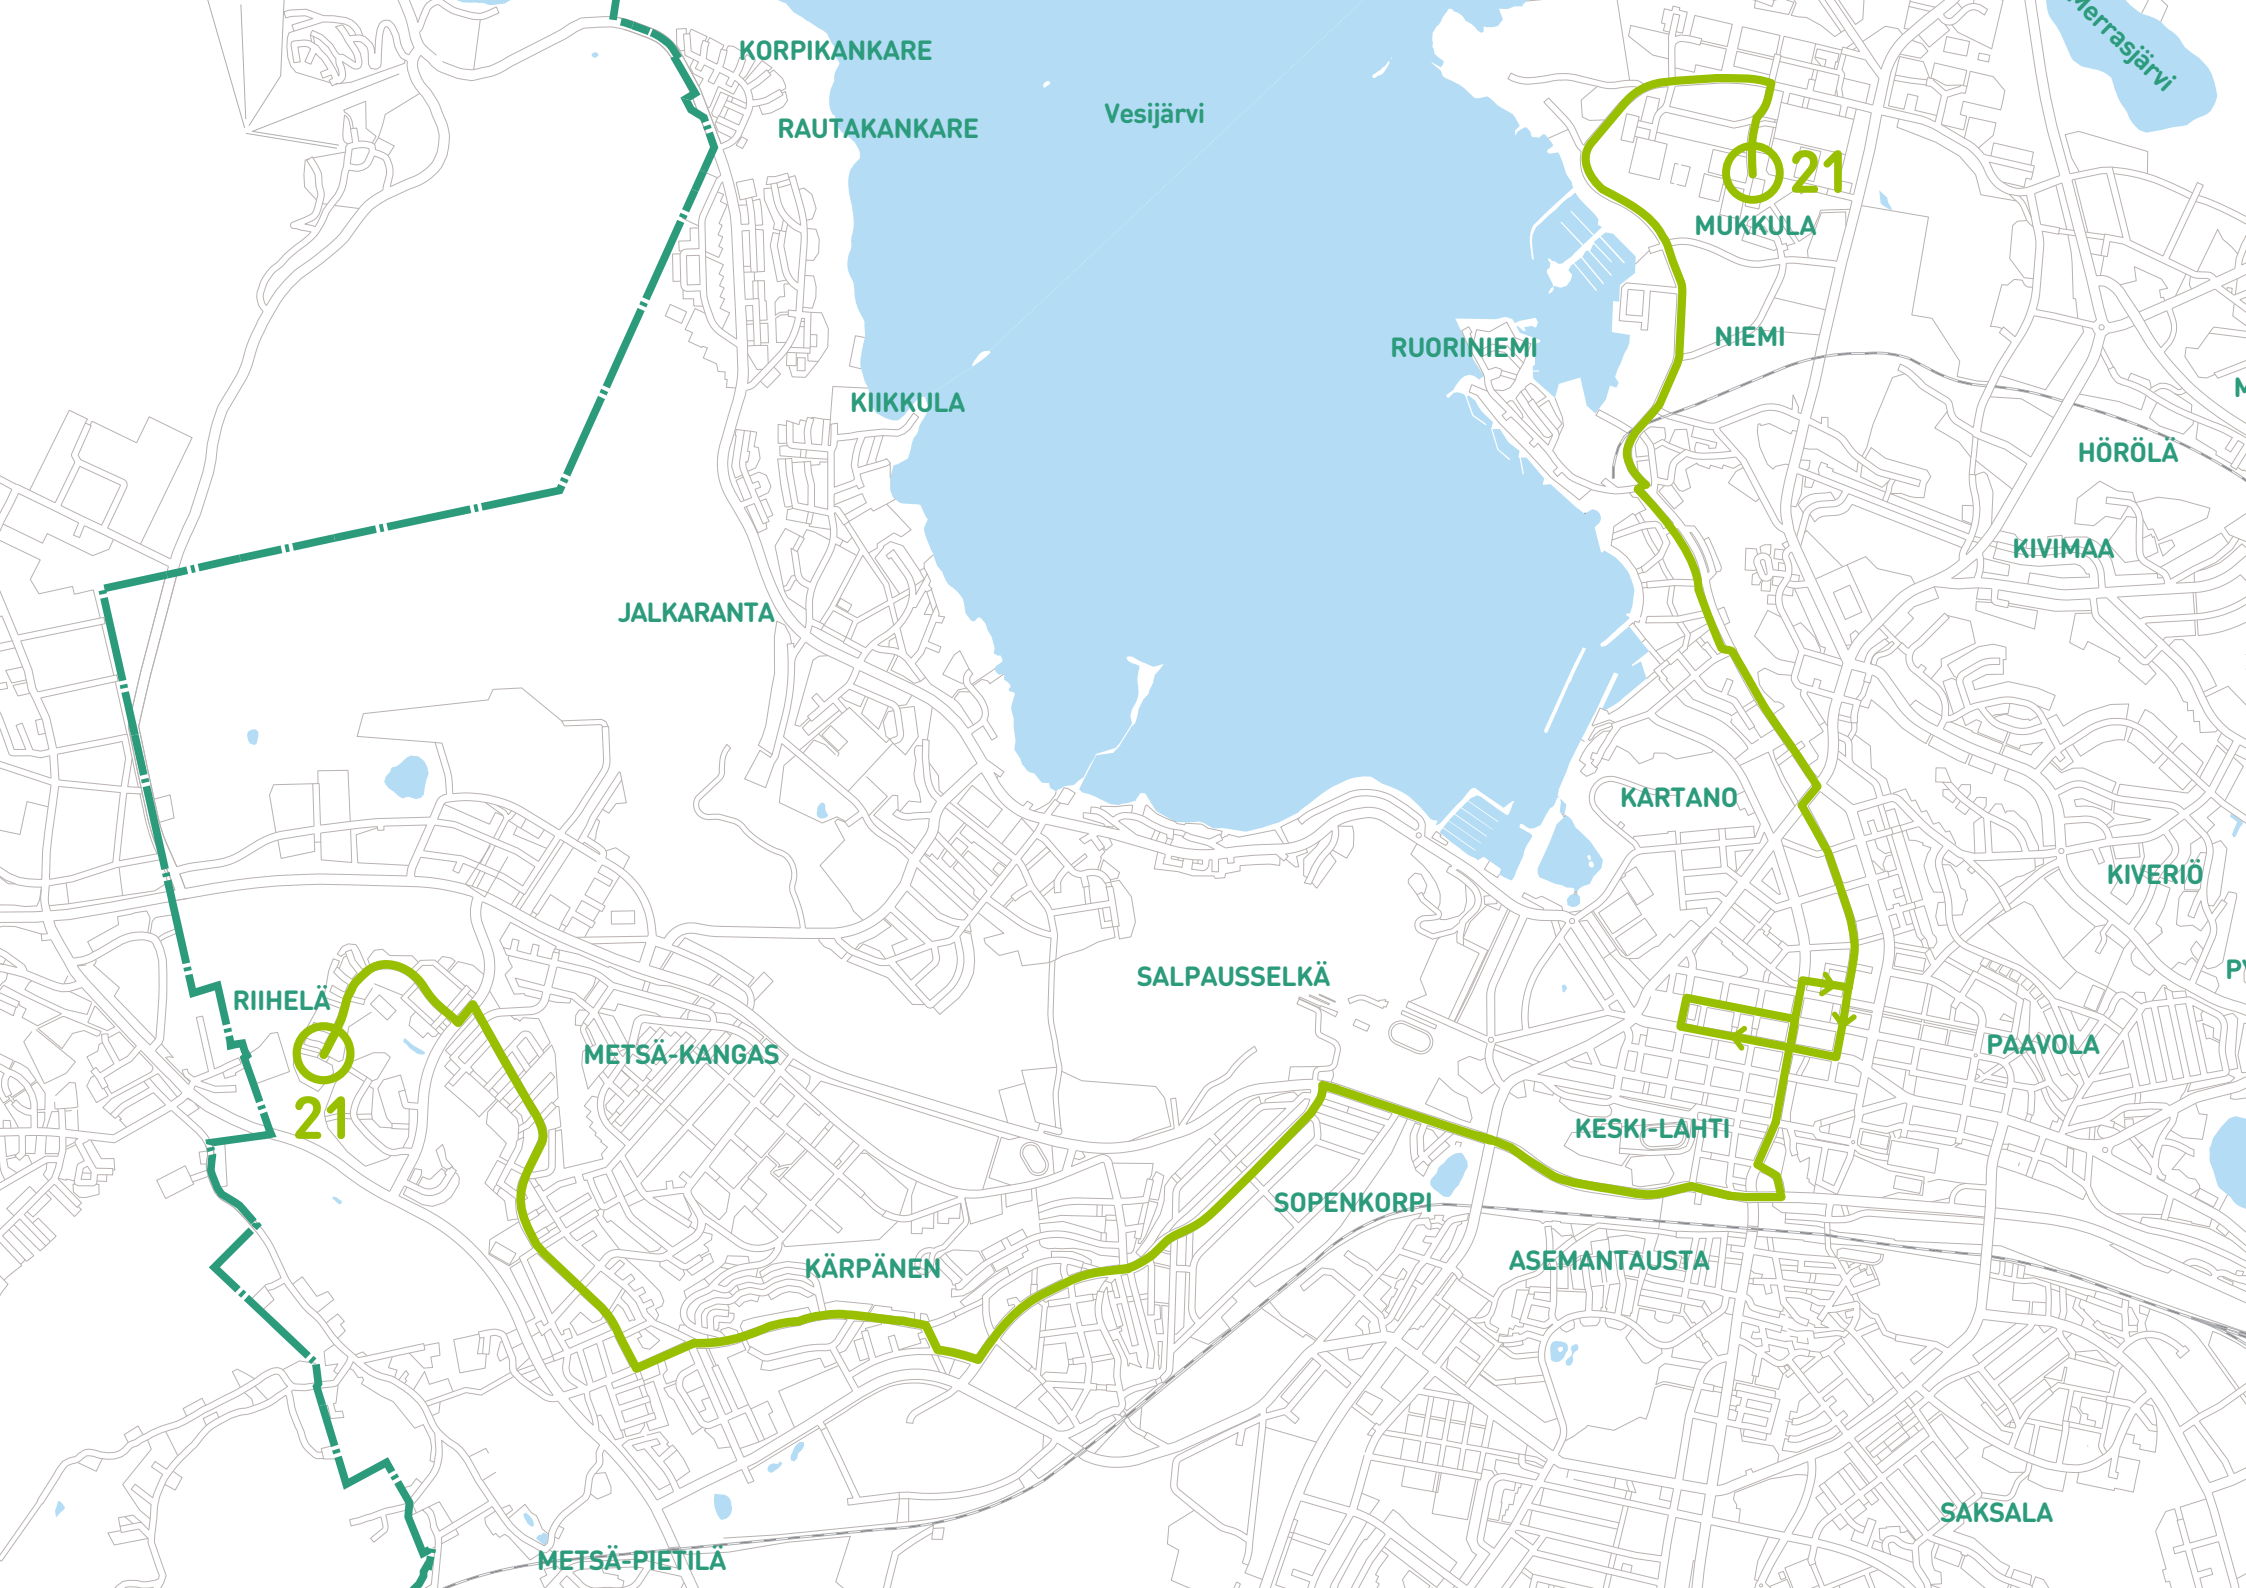 Merrasjärvi
KORPIKANKARE
Vesijärvi
RAUTAKANKARE
21
MUKKULA
NIEMI
RUORINIEMI
KIIKKULA
HÖRÖLÄ
KIVIMAA
JALKARANTA
KARTANO
KIVERIÖ
SALPAUSSELKÄ
RIIHELÄ
PAAVOLA
METSÄ-KANGAS
21
KESKI-LAHTI
SOPENKORPI
ASEMANTAUSTA
KÄRPÄNEN
SAKSALA
METSÄ-PIETILÄ